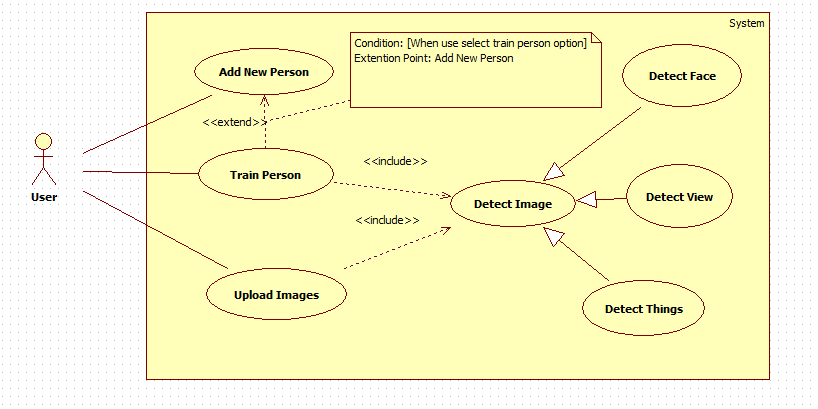 System
Condition: [When use select train person option]
Extention Point: Add New Person
Add New Person
Detect Face
<<extend>>
<<include>>
Train Person
User
Detect Image
Detect View
<<include>>
Upload Images
Detect Things